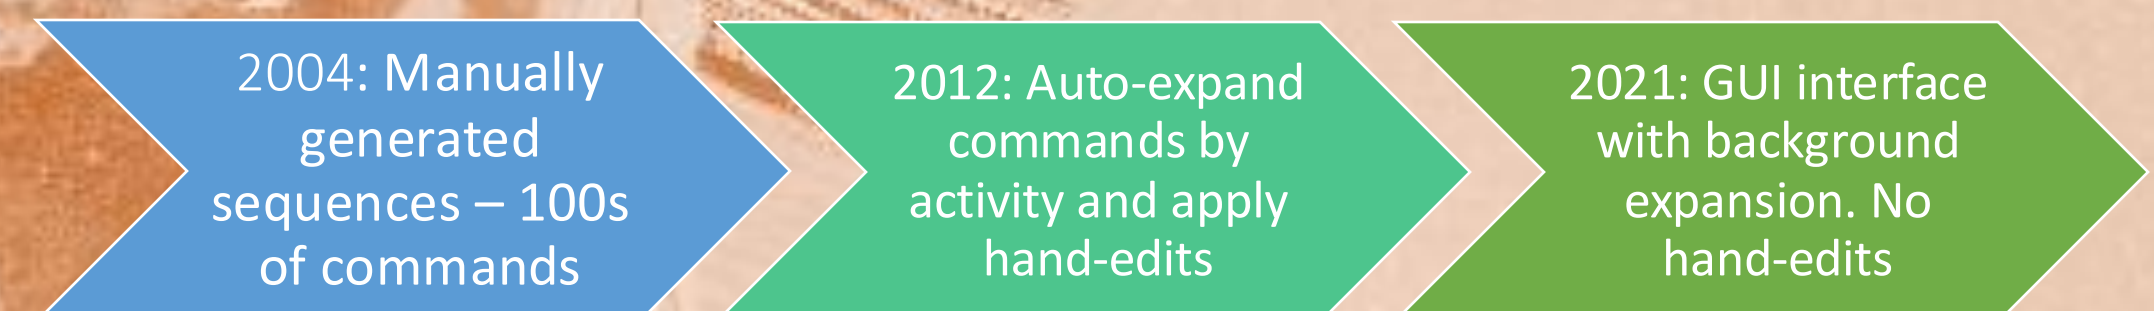 2004: Manually
generated
sequences – 100s
of commands
2012: Auto-expand
commands by
activity and apply
hand-edits
2021: GUI interface
with background
expansion. No
hand-edits